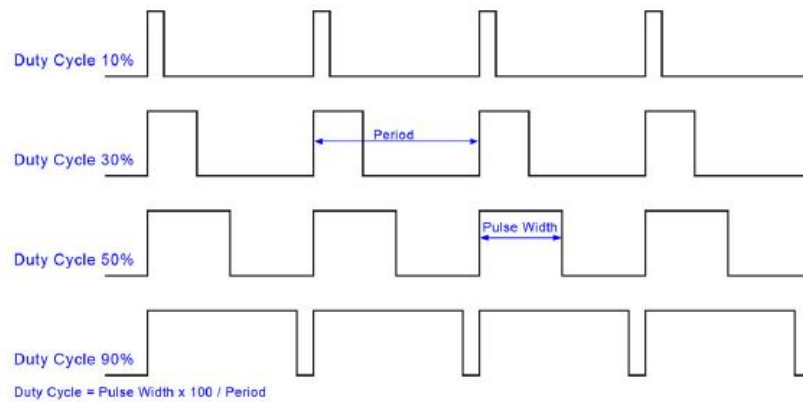 Duty Cycle 10%
Period
Duty Cycle 30%
Pulse Width
Duty Cycle 50%
Duty Cycle 90%
Duty Cycle = Pulse Width x 100 / Period